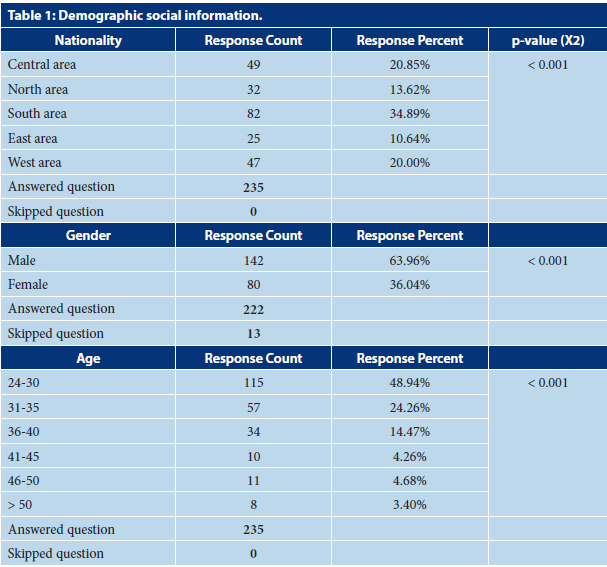 Table 1: Demographic social information.
Nationality Response Count Response Percent p-value (X2)
Central area 49 20.85% < 0.001
North area 32 13.62%
South area 82 34.89%
East area 25 10.64%
West area 47 20.00%
Answered question 235
Skipped question 0
Gender Response Count Response Percent
Male 142 63.96% < 0.001
Female 80 36.04%
Answered question 222
Skipped question 13
Age Response Count Response Percent
24-30 115 48.94% < 0.001
31-35 57 24.26%
36-40 34 14.47%
41-45 10 4.26%
46-50 11 4.68%
> 50 8 3.40%
Answered question 235
Skipped question 0